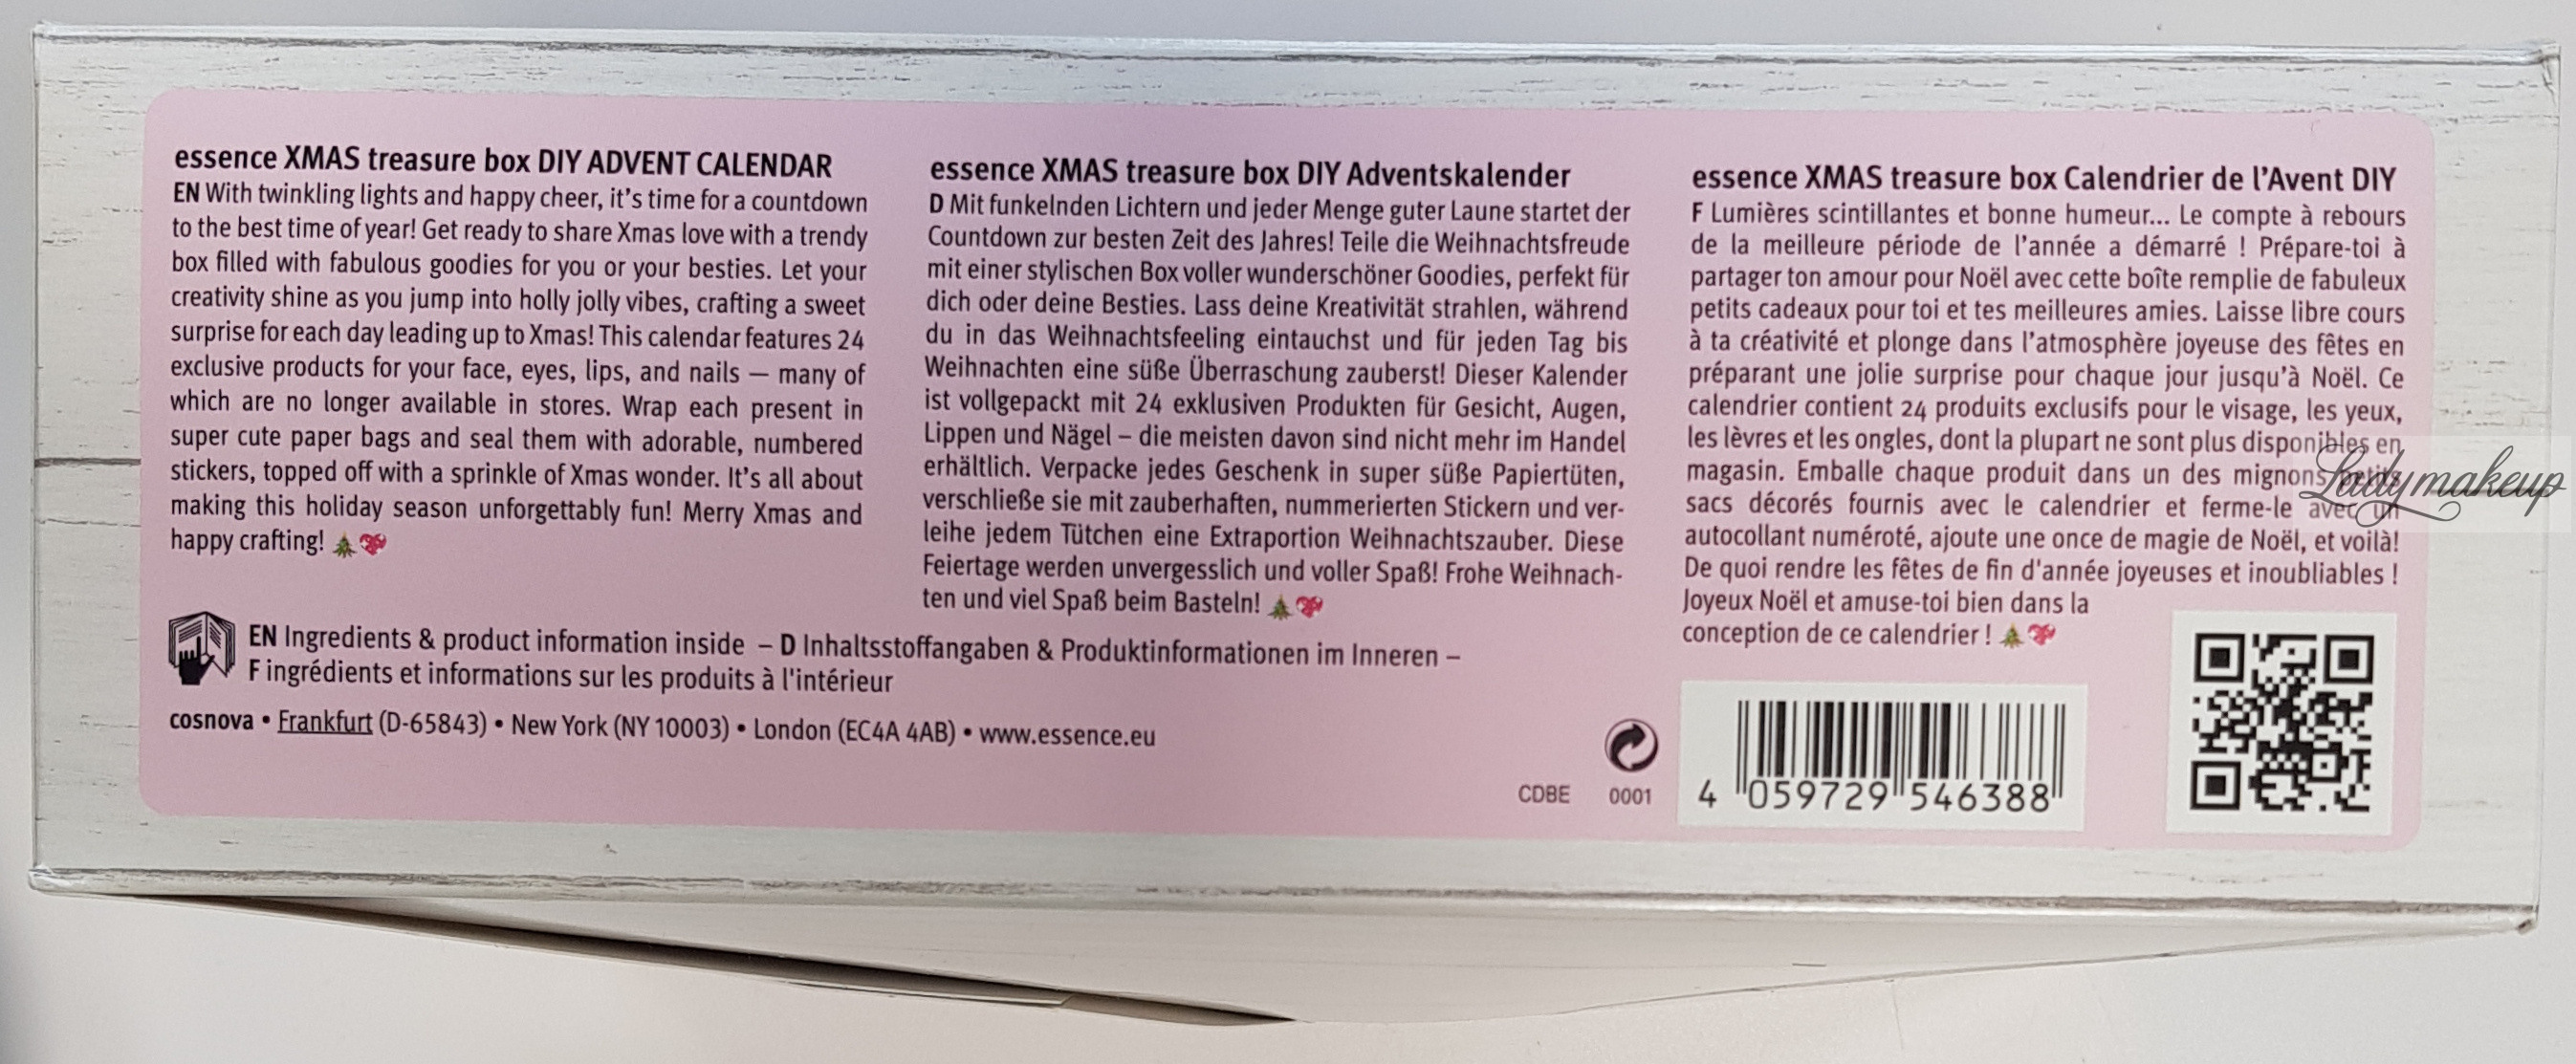 essence XMAS treasure box DIY ADVENT CALENDAR
EN With twinkling lights and happy cheer, it's time for a countdown
to the best time of year! Get ready to share Xmas love with a trendy
box filled with fabulous goodies for you or your besties. Let your
creativity shine as you jump into holly jolly vibes, crafting a sweet
surprise for each day leading up to Xmas! This calendar features 24
exclusive products for your face, eyes, lips, and nails — many of
which are no longer available in stores. Wrap each present in
super cute paper bags and seal them with adorable, numbered
stickers, topped off with a sprinkle of Xmas wonder. It's all about
making this holiday season unforgettably fun! Merry Xmas and
happy crafting!
essence XMAS treasure box DIY Adventskalender
D Mit funkelnden Lichtern und jeder Menge guter Laune startet der
Countdown zur besten Zeit des Jahres! Teile die Weihnachtsfreude
mit einer stylischen Box voller wunderschöner Goodies, perfekt für
dich oder deine Besties. Lass deine Kreativität strahlen, während
du in das Weihnachtsfeeling eintauchst und für jeden Tag bis
Weihnachten eine süße Überraschung zauberst! Dieser Kalender
ist vollgepackt mit 24 exklusiven Produkten für Gesicht, Augen,
Lippen und Nägel – die meisten davon sind nicht mehr im Handel
erhältlich. Verpacke jedes Geschenk in super süße Papiertüten,
verschließe sie mit zauberhaften, nummerierten Stickern und ver-
leihe jedem Tütchen eine Extraportion Weihnachtszauber. Diese
Feiertage werden unvergesslich und voller Spaß! Frohe Weihnach-
ten und viel Spaß beim Basteln!
essence XMAS treasure box Calendrier de l'Avent DIY
F Lumières scintillantes et bonne humeur... Le compte à rebours
de la meilleure période de l'année a démarré ! Prépare-toi à
partager ton amour pour Noël avec cette boîte remplie de fabuleux
petits cadeaux pour toi et tes meilleures amies. Laisse libre cours
à ta créativité et plonge dans l'atmosphère joyeuse des fêtes en
préparant une jolie surprise pour chaque jour jusqu'à Noël. Ce
calendrier contient 24 produits exclusifs pour le visage, les yeux,
les lèvres et les ongles, dont la plupart ne sont plus disponibles en
magasin. Emballe chaque produit dans un des mignons petits
sacs décorés fournis avec le calendrier et ferme-le avec un
autocollant numéroté, ajoute une once de magie de Noël, et voilà!
De quoi rendre les fêtes de fin d'année joyeuses et inoubliables !
Joyeux Noël et amuse-toi bien dans la
conception de ce calendrier !
Ladymakeup
EN Ingredients & product information inside – D Inhaltsstoffangaben & Produktinformationen im Inneren –
F ingrédients et informations sur les produits à l'intérieur
cosnova • Frankfurt (D-65843) • New York (NY 10003) • London (EC4A 4AB) • www.essence.eu
CDBE 0001
4 059729 546388